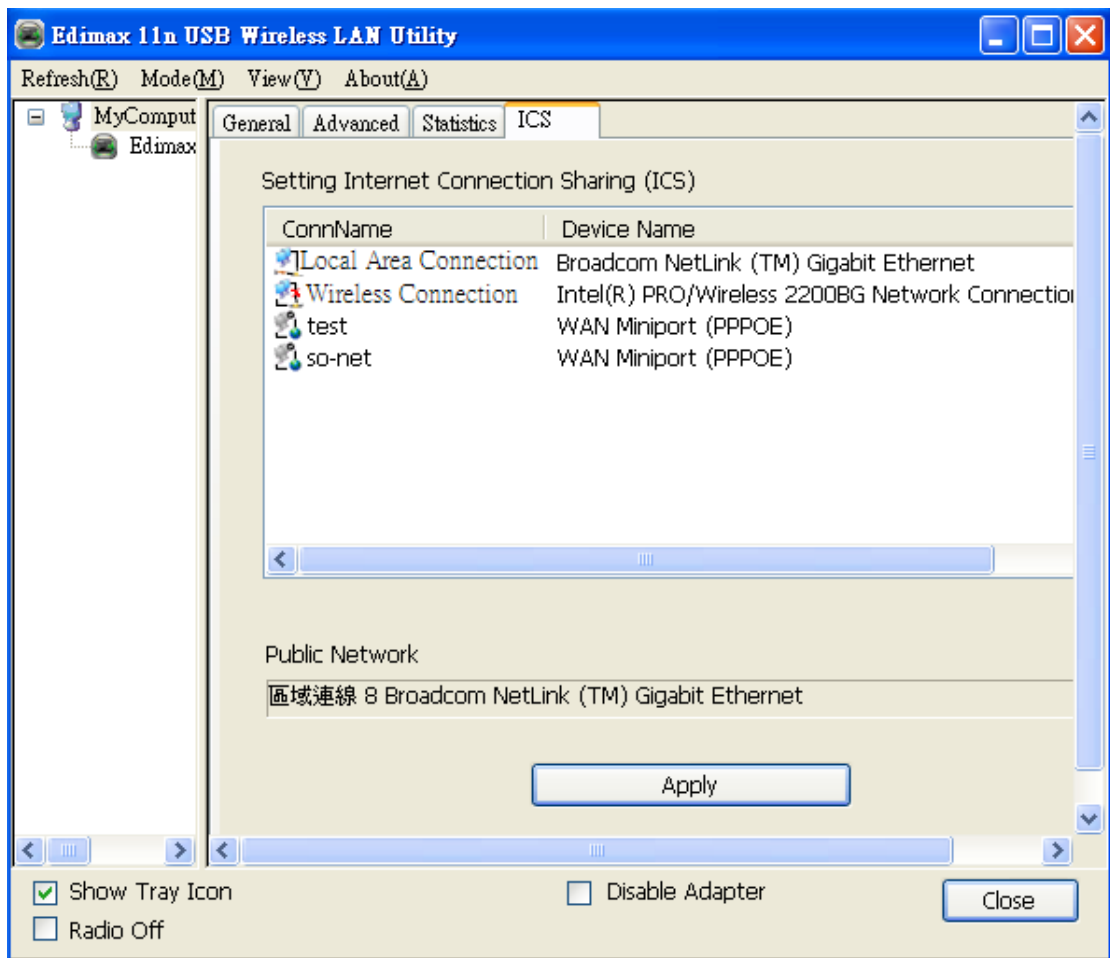 Edimax 11n USB Wireless LAN Utility
Refresh(R) Mode(M) View(V) About(A)
MyComput
Edimax
General Advanced Statistics ICS
Setting Internet Connection Sharing (ICS)
ConnName Device Name
Local Area Connection Broadcom NetLink (TM) Gigabit Ethernet
Wireless Connection Intel(R) PRO/Wireless 2200BG Network Connection
test WAN Miniport (PPPOE)
so-net WAN Miniport (PPPOE)
Public Network
區域連線 8 Broadcom NetLink (TM) Gigabit Ethernet
Apply
Show Tray Icon Disable Adapter
Close
Radio Off